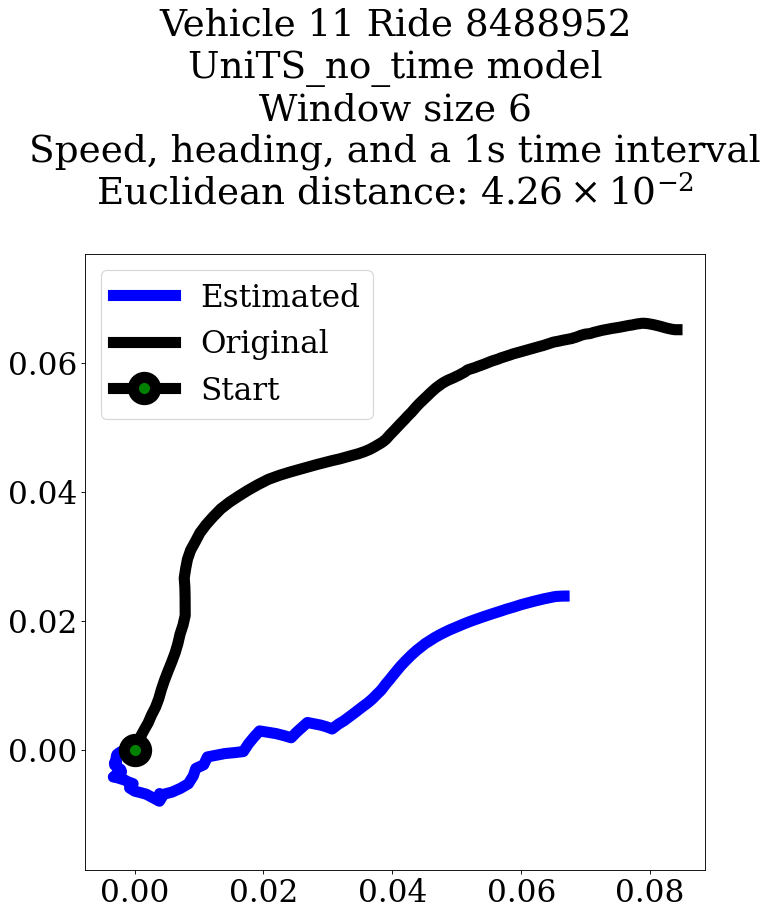 Vehicle 11 Ride 8488952
UniTS_no_time model
Window size 6
Speed, heading, and a 1s time interval
Euclidean distance: 4.26 × 10⁻²
Estimated
Original
Start
0.06
0.04
0.02
0.00
0.00 0.02 0.04 0.06 0.08